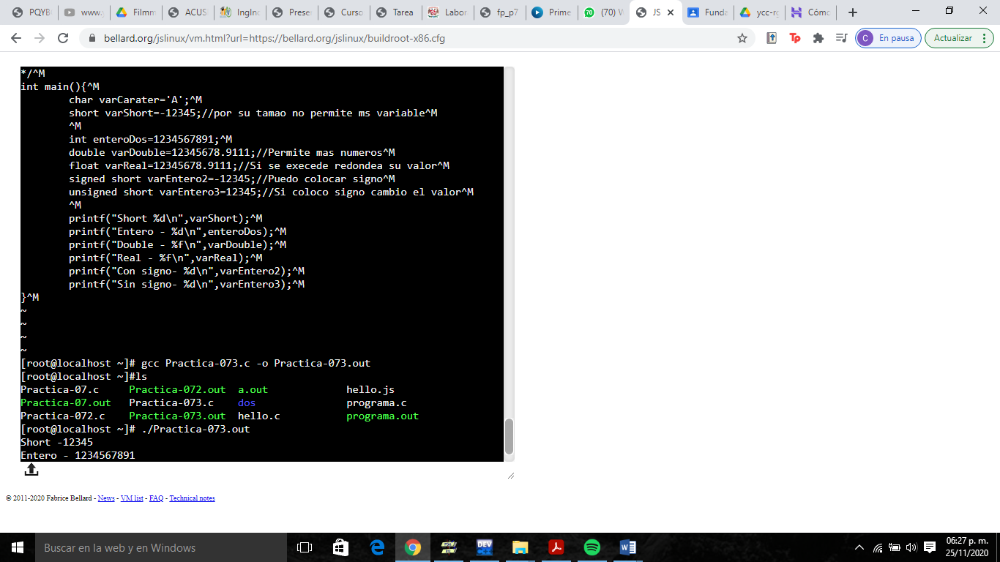 PQYB
www.
Filmm
ACUS
IngInc
Preser
Curso
Tarea
Labor
fp_p7
Prime
70 (70) W
JS
Funda
ycc-rg
Cómo
bellard.org/jslinux/vm.html?url=https://bellard.org/jslinux/buildroot-x86.cfg
Tp
C En pausa
Actualizar
*/^M
int main(){^M
char varCarater='A';^M
short varShort=-12345;//por su tamao no permite ms variable^M
^M
int enteroDos=1234567891;^M
double varDouble=12345678.9111;//Permite mas numeros^M
float varReal=12345678.9111;//Si se execede redondea su valor^M
signed short varEntero2=-12345;//Puedo colocar signo^M
unsigned short varEntero3=12345;//Si coloco signo cambio el valor^M
^M
printf("Short %d\n",varShort);^M
printf("Entero - %d\n",enteroDos);^M
printf("Double - %f\n",varDouble);^M
printf("Real - %f\n",varReal);^M
printf("Con signo- %d\n",varEntero2);^M
printf("Sin signo- %d\n",varEntero3);^M
}^M
~
~
~
~
[root@localhost ~]# gcc Practica-073.c -o Practica-073.out
[root@localhost ~]#ls
Practica-07.c Practica-072.out a.out hello.js
Practica-07.out Practica-073.c dos programa.c
Practica-072.c Practica-073.out hello.c programa.out
[root@localhost ~]# ./Practica-073.out
Short -12345
Entero - 1234567891
© 2011-2020 Fabrice Bellard - News - VM list - FAQ - Technical notes
Buscar en la web y en Windows
DEV
06:27 p. m.
25/11/2020